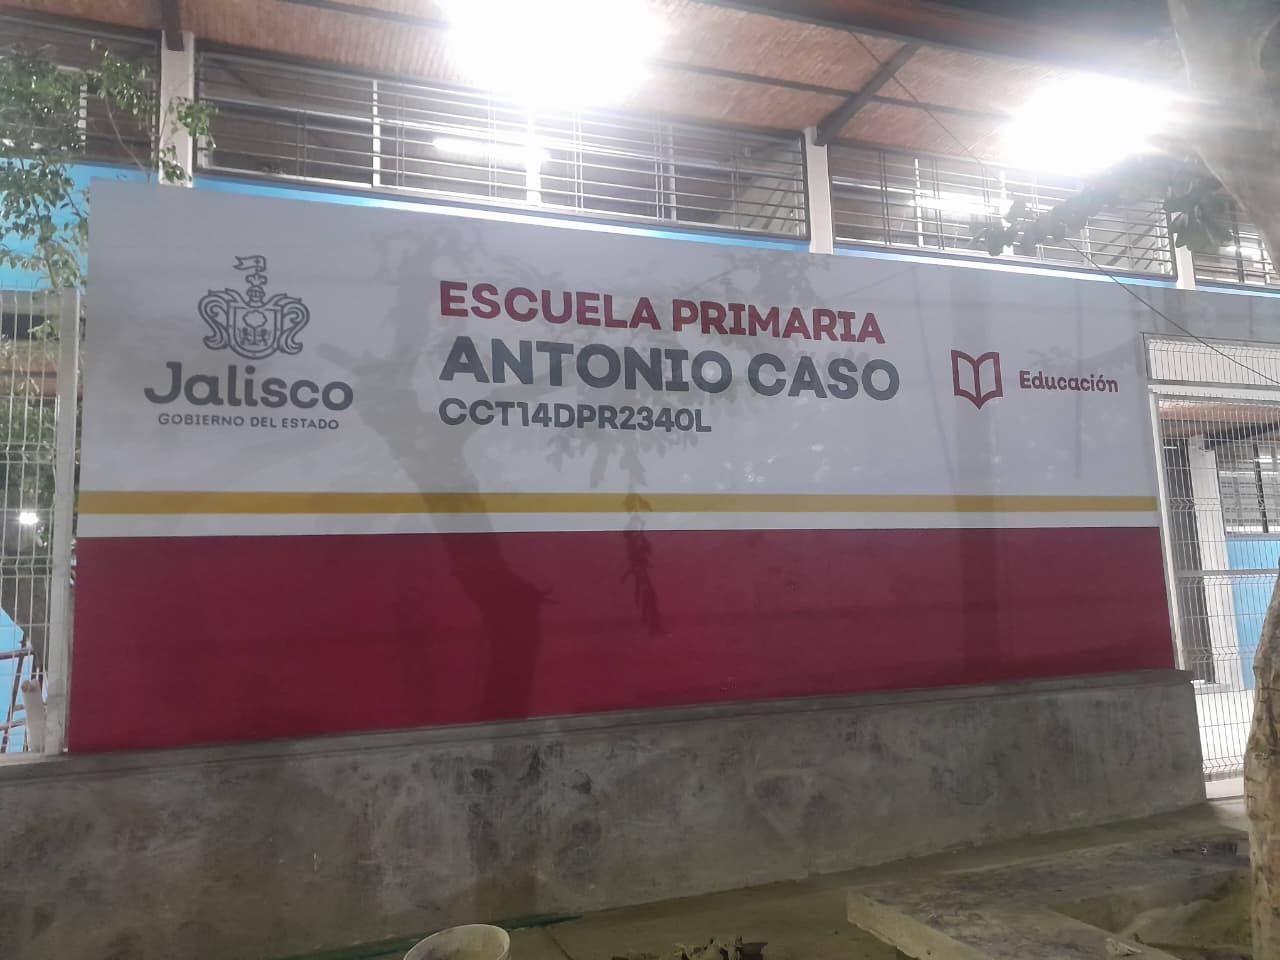 Jalisco
GOBIERNO DEL ESTADO
ESCUELA PRIMARIA
ANTONIO CASO
CCT14DPR2340L
Educación